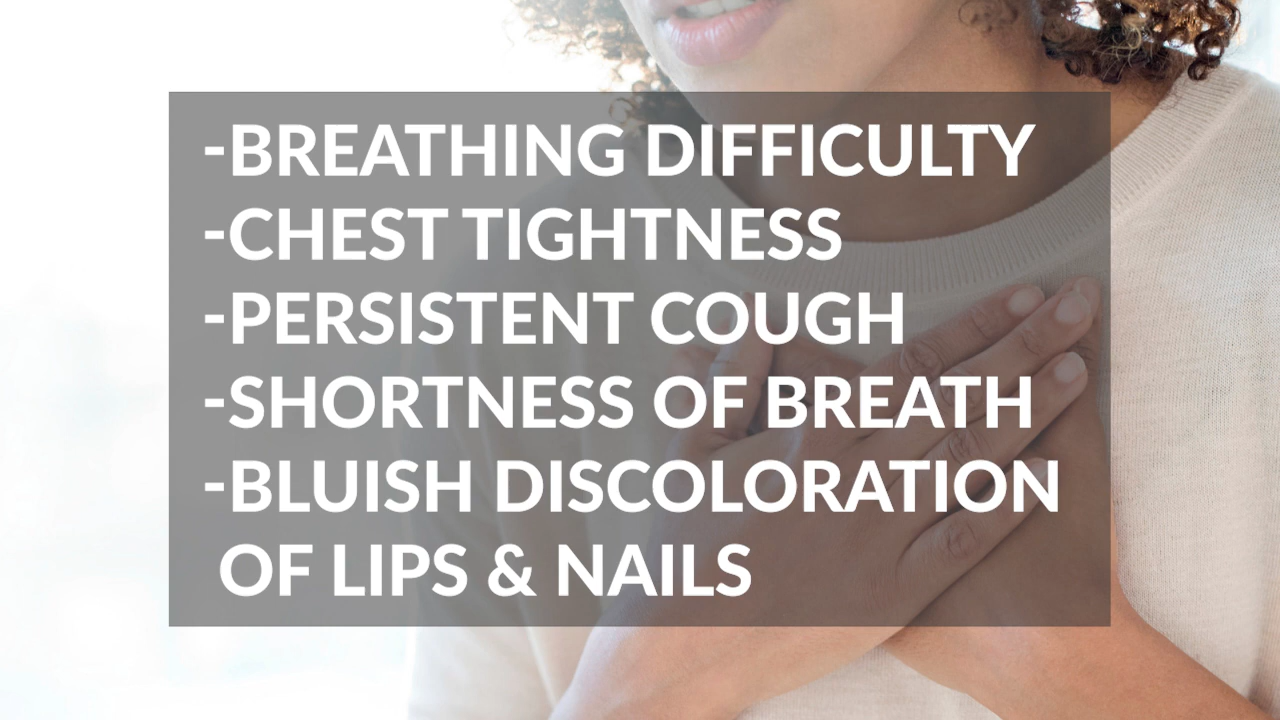 -BREATHING DIFFICULTY
-CHEST TIGHTNESS
-PERSISTENT COUGH
-SHORTNESS OF BREATH
-BLUISH DISCOLORATION
OF LIPS & NAILS